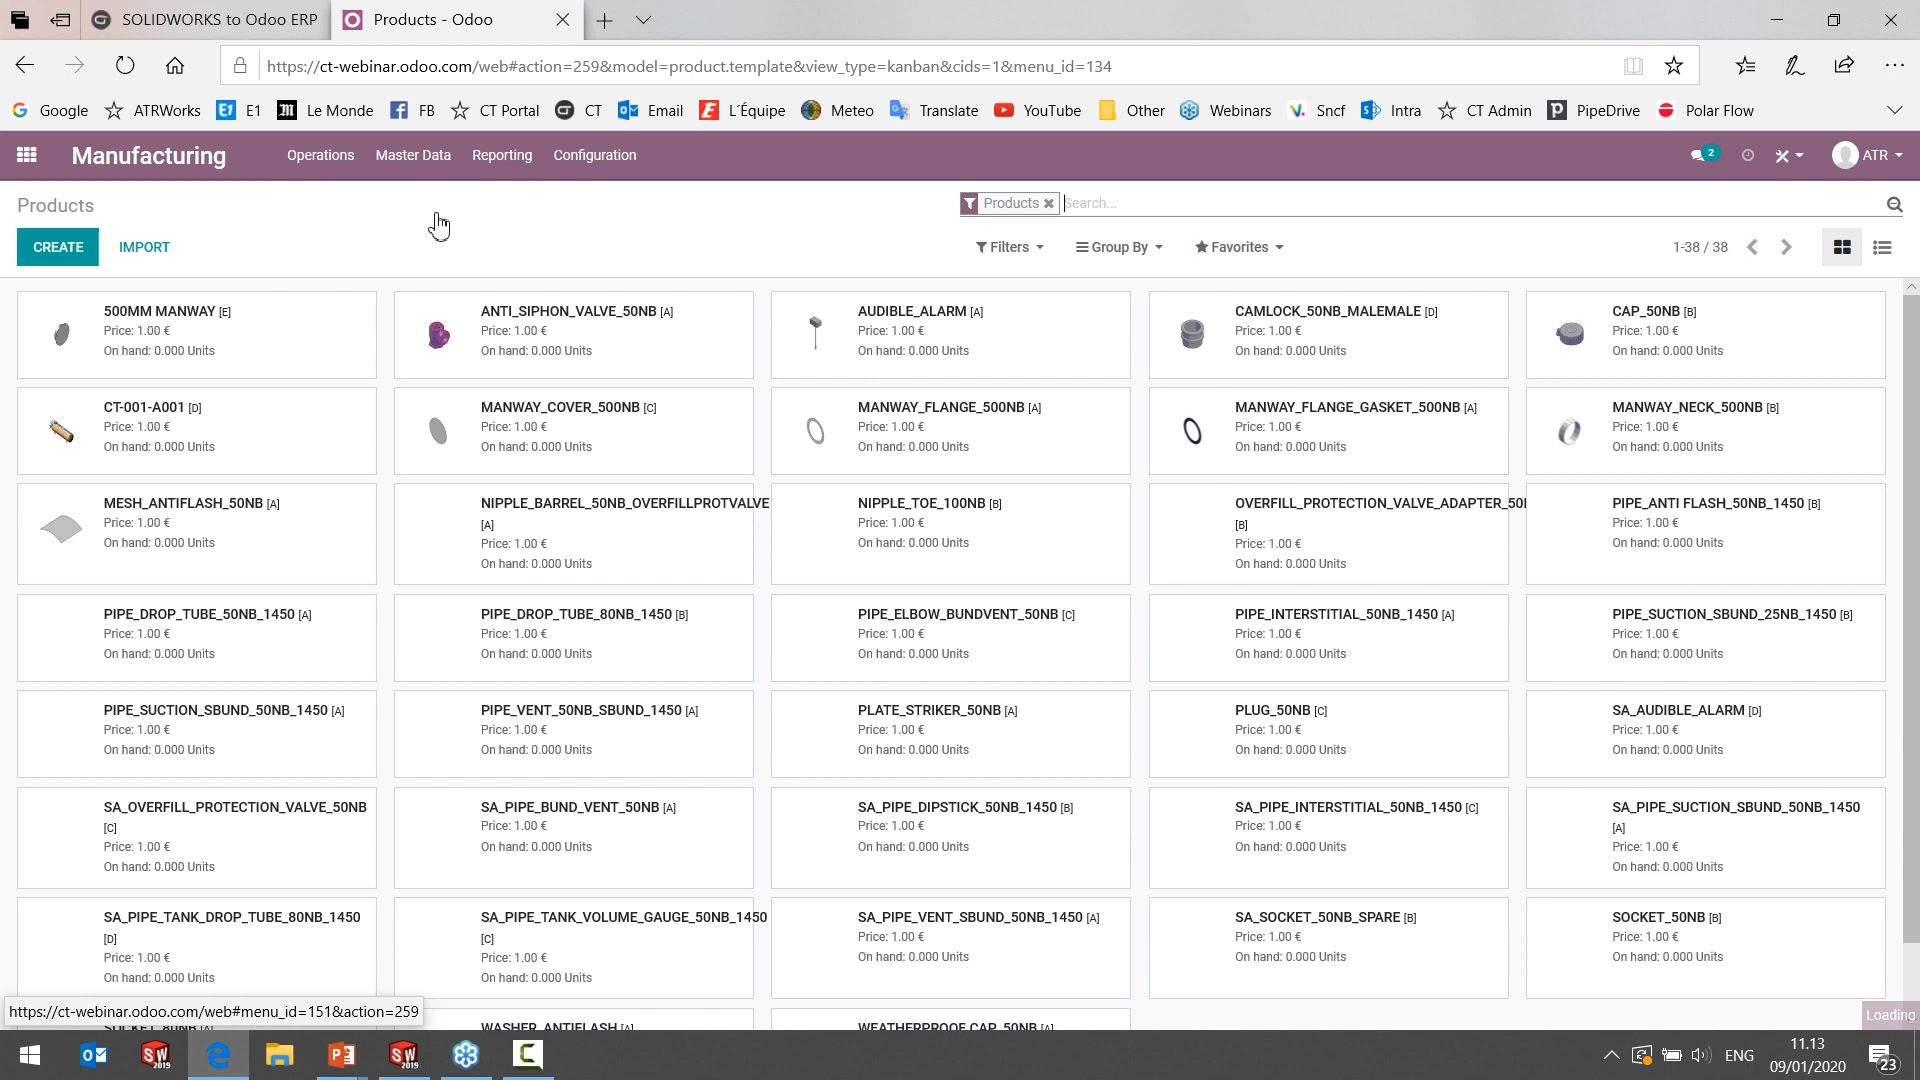 SOLIDWORKS to Odoo ERP
Products - Odoo
https://ct-webinar.odoo.com/web#action=259&model=product.template&view_type=kanban&cids=1&menu_id=134
Google ATRWorks E1 Le Monde FB CT Portal CT Email L´Équipe Meteo Translate YouTube Other Webinars Sncf Intra CT Admin PipeDrive Polar Flow
Manufacturing Operations Master Data Reporting Configuration 2 ATR
Products
Products Search...
CREATE IMPORT Filters Group By Favorites 1-38 / 38
500MM MANWAY [E]
Price: 1.00 €
On hand: 0.000 Units
ANTI_SIPHON_VALVE_50NB [A]
Price: 1.00 €
On hand: 0.000 Units
AUDIBLE_ALARM [A]
Price: 1.00 €
On hand: 0.000 Units
CAMLOCK_50NB_MALEMALE [D]
Price: 1.00 €
On hand: 0.000 Units
CAP_50NB [B]
Price: 1.00 €
On hand: 0.000 Units
CT-001-A001 [D]
Price: 1.00 €
On hand: 0.000 Units
MANWAY_COVER_500NB [C]
Price: 1.00 €
On hand: 0.000 Units
MANWAY_FLANGE_500NB [A]
Price: 1.00 €
On hand: 0.000 Units
MANWAY_FLANGE_GASKET_500NB [A]
Price: 1.00 €
On hand: 0.000 Units
MANWAY_NECK_500NB [B]
Price: 1.00 €
On hand: 0.000 Units
MESH_ANTIFLASH_50NB [A]
Price: 1.00 €
On hand: 0.000 Units
NIPPLE_BARREL_50NB_OVERFILLPROTVALVE
[A]
Price: 1.00 €
On hand: 0.000 Units
NIPPLE_TOE_100NB [B]
Price: 1.00 €
On hand: 0.000 Units
OVERFILL_PROTECTION_VALVE_ADAPTER_50
[B]
Price: 1.00 €
On hand: 0.000 Units
PIPE_ANTI FLASH_50NB_1450 [B]
Price: 1.00 €
On hand: 0.000 Units
PIPE_DROP_TUBE_50NB_1450 [A]
Price: 1.00 €
On hand: 0.000 Units
PIPE_DROP_TUBE_80NB_1450 [B]
Price: 1.00 €
On hand: 0.000 Units
PIPE_ELBOW_BUNDVENT_50NB [C]
Price: 1.00 €
On hand: 0.000 Units
PIPE_INTERSTITIAL_50NB_1450 [A]
Price: 1.00 €
On hand: 0.000 Units
PIPE_SUCTION_SBUND_25NB_1450 [B]
Price: 1.00 €
On hand: 0.000 Units
PIPE_SUCTION_SBUND_50NB_1450 [A]
Price: 1.00 €
On hand: 0.000 Units
PIPE_VENT_50NB_SBUND_1450 [A]
Price: 1.00 €
On hand: 0.000 Units
PLATE_STRIKER_50NB [A]
Price: 1.00 €
On hand: 0.000 Units
PLUG_50NB [C]
Price: 1.00 €
On hand: 0.000 Units
SA_AUDIBLE_ALARM [D]
Price: 1.00 €
On hand: 0.000 Units
SA_OVERFILL_PROTECTION_VALVE_50NB
[C]
Price: 1.00 €
On hand: 0.000 Units
SA_PIPE_BUND_VENT_50NB [A]
Price: 1.00 €
On hand: 0.000 Units
SA_PIPE_DIPSTICK_50NB_1450 [B]
Price: 1.00 €
On hand: 0.000 Units
SA_PIPE_INTERSTITIAL_50NB_1450 [C]
Price: 1.00 €
On hand: 0.000 Units
SA_PIPE_SUCTION_SBUND_50NB_1450
[A]
Price: 1.00 €
On hand: 0.000 Units
SA_PIPE_TANK_DROP_TUBE_80NB_1450
[D]
Price: 1.00 €
On hand: 0.000 Units
SA_PIPE_TANK_VOLUME_GAUGE_50NB_1450
[C]
Price: 1.00 €
On hand: 0.000 Units
SA_PIPE_VENT_SBUND_50NB_1450 [A]
Price: 1.00 €
On hand: 0.000 Units
SA_SOCKET_50NB_SPARE [B]
Price: 1.00 €
On hand: 0.000 Units
SOCKET_50NB [B]
Price: 1.00 €
On hand: 0.000 Units
https://ct-webinar.odoo.com/web#menu_id=151&action=259
Loading
SOCKET_80NB [A]
WASHER_ANTIFLASH [A]
WEATHERPROOF CAP_50NB [A]
ENG
11.13
09/01/2020
23